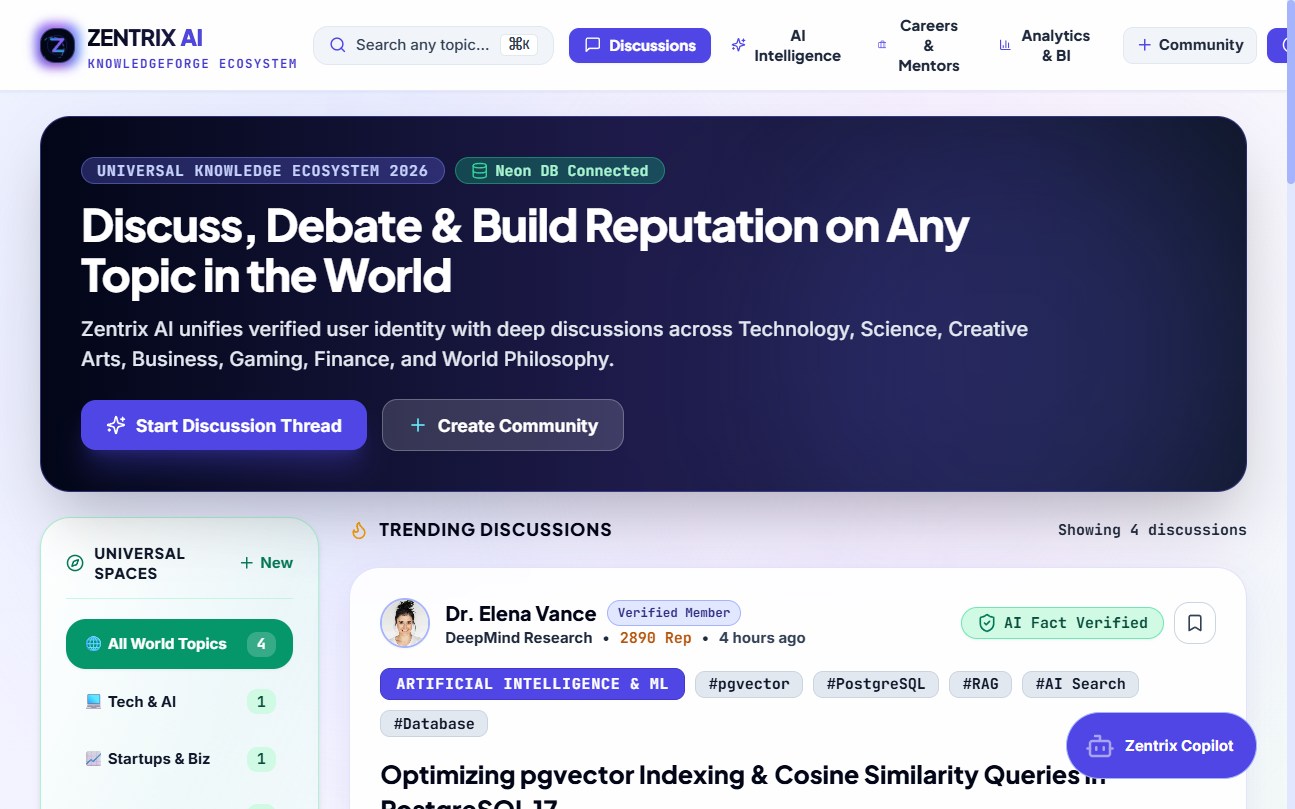 ZENTRIX AI
KNOWLEDGEFORGE ECOSYSTEM
Search any topic... ⌘K
Discussions
AI
Intelligence
Careers
&
Mentors
Analytics
& BI
Community
UNIVERSAL KNOWLEDGE ECOSYSTEM 2026
Neon DB Connected
Discuss, Debate & Build Reputation on Any
Topic in the World
Zentrix AI unifies verified user identity with deep discussions across Technology, Science, Creative
Arts, Business, Gaming, Finance, and World Philosophy.
Start Discussion Thread
+ Create Community
UNIVERSAL
SPACES
+ New
All World Topics 4
Tech & AI 1
Startups & Biz 1
TRENDING DISCUSSIONS
Showing 4 discussions
Dr. Elena Vance Verified Member
DeepMind Research • 2890 Rep • 4 hours ago
AI Fact Verified
ARTIFICIAL INTELLIGENCE & ML #pgvector #PostgreSQL #RAG #AI Search
#Database
Optimizing pgvector Indexing & Cosine Similarity Queries in
PostgreSQL 17
Zentrix Copilot